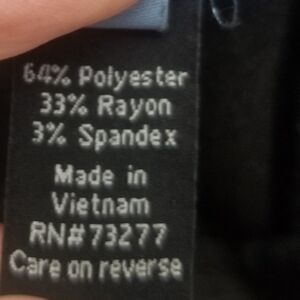 64% Polyester
33% Rayon
3% Spandex
Made in
Vietnam
RN#73277
Care on reverse